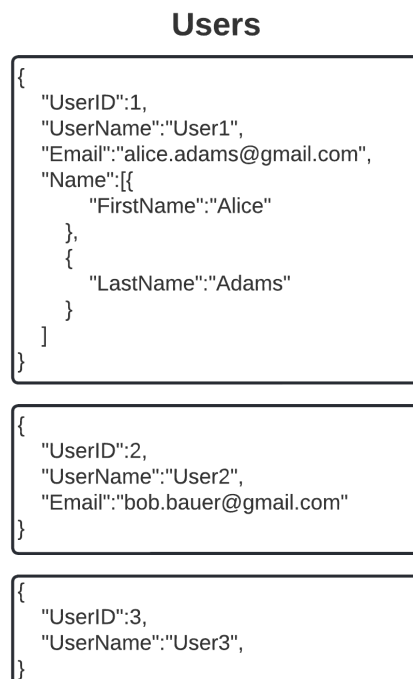 Users
{
"UserID":1,
"UserName":"User1",
"Email":"alice.adams@gmail.com",
"Name":[{
"FirstName":"Alice"
},
{
"LastName":"Adams"
}
]
}
{
"UserID":2,
"UserName":"User2",
"Email":"bob.bauer@gmail.com"
}
{
"UserID":3,
"UserName":"User3",
}